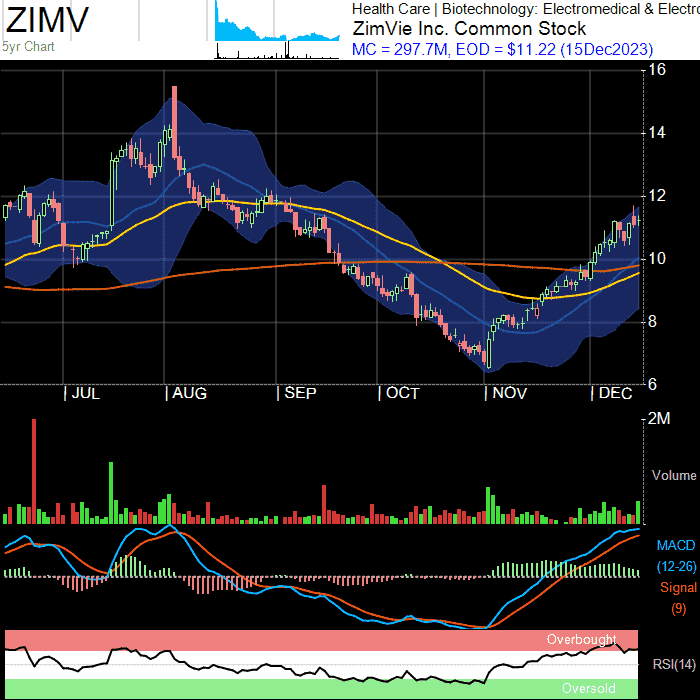 ZIMV
5yr Chart
Health Care | Biotechnology: Electromedical & Electro
ZimVie Inc. Common Stock
MC = 297.7M, EOD = $11.22 (15Dec2023)
16
14
12
10
8
6
JUL AUG SEP OCT NOV DEC
2M
Volume
MACD
(12-26)
Signal
(9)
Overbought
RSI(14)
Oversold